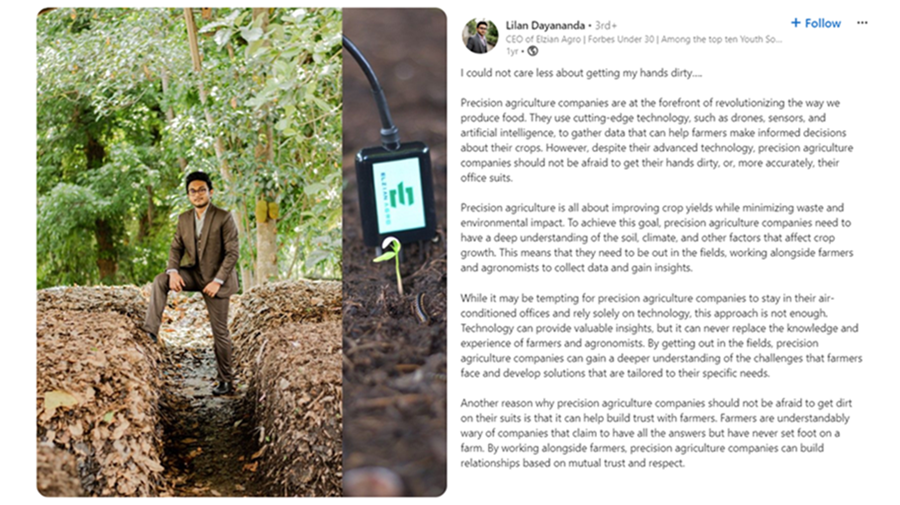 ELZIAN AGRO
Lilan Dayananda • 3rd+
CEO of Elzian Agro | Forbes Under 30 | Among the top ten Youth So...
1yr •
+ Follow
...
I could not care less about getting my hands dirty....
Precision agriculture companies are at the forefront of revolutionizing the way we
produce food. They use cutting-edge technology, such as drones, sensors, and
artificial intelligence, to gather data that can help farmers make informed decisions
about their crops. However, despite their advanced technology, precision agriculture
companies should not be afraid to get their hands dirty, or, more accurately, their
office suits.
Precision agriculture is all about improving crop yields while minimizing waste and
environmental impact. To achieve this goal, precision agriculture companies need to
have a deep understanding of the soil, climate, and other factors that affect crop
growth. This means that they need to be out in the fields, working alongside farmers
and agronomists to collect data and gain insights.
While it may be tempting for precision agriculture companies to stay in their air-
conditioned offices and rely solely on technology, this approach is not enough.
Technology can provide valuable insights, but it can never replace the knowledge and
experience of farmers and agronomists. By getting out in the fields, precision
agriculture companies can gain a deeper understanding of the challenges that farmers
face and develop solutions that are tailored to their specific needs.
Another reason why precision agriculture companies should not be afraid to get dirt
on their suits is that it can help build trust with farmers. Farmers are understandably
wary of companies that claim to have all the answers but have never set foot on a
farm. By working alongside farmers, precision agriculture companies can build
relationships based on mutual trust and respect.